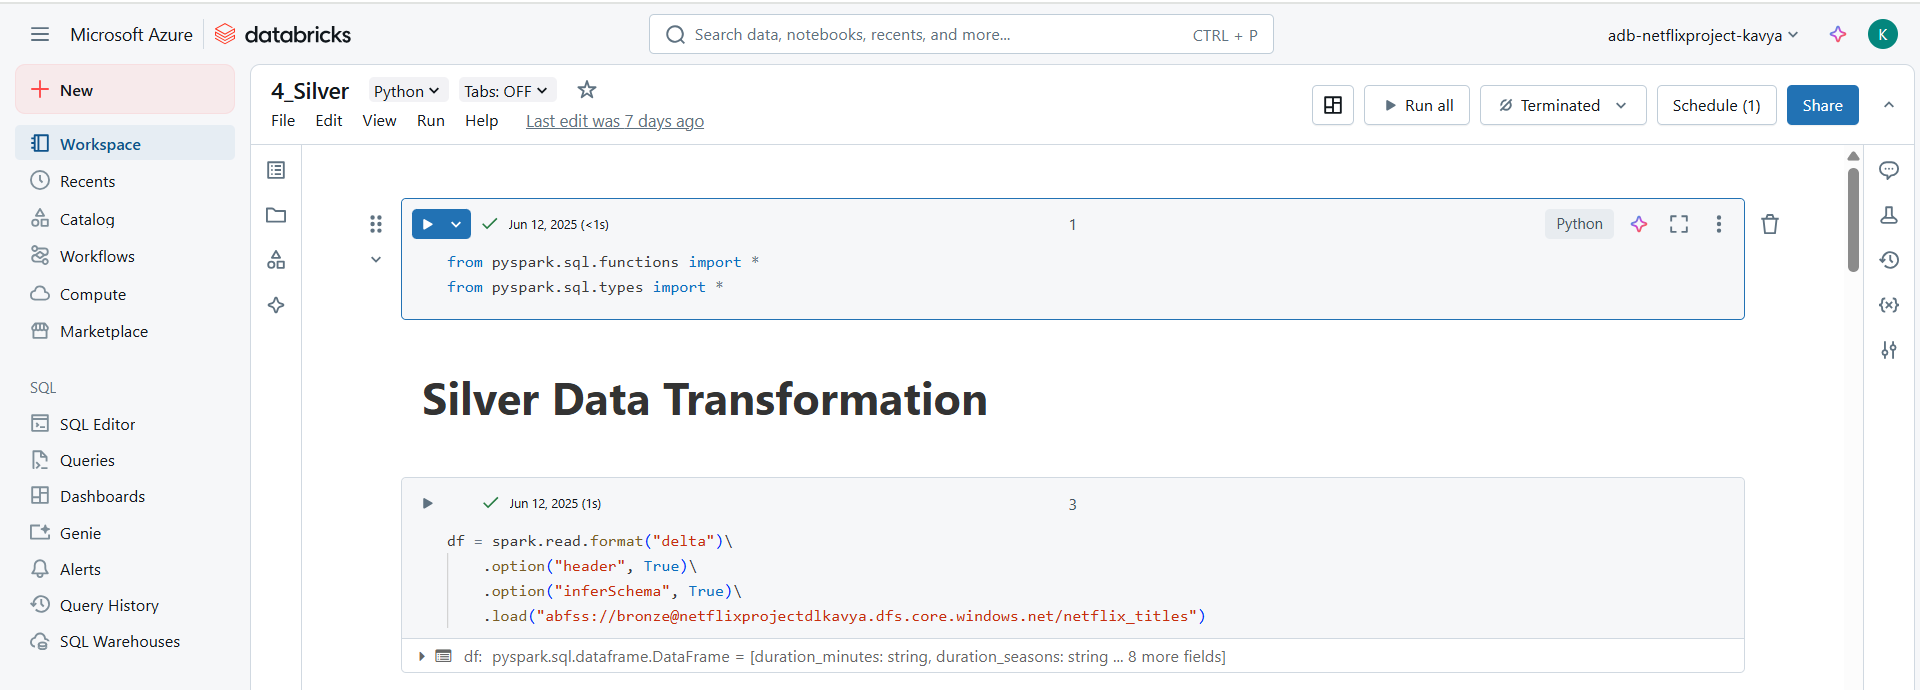 Microsoft Azure databricks
Search data, notebooks, recents, and more... CTRL + P
adb-netflixproject-kavya K
New
Workspace
Recents
Catalog
Workflows
Compute
Marketplace
SQL
SQL Editor
Queries
Dashboards
Genie
Alerts
Query History
SQL Warehouses
4_Silver Python Tabs: OFF
File Edit View Run Help Last edit was 7 days ago
Run all Terminated Schedule (1) Share
Jun 12, 2025 (<1s) 1 Python
from pyspark.sql.functions import *
from pyspark.sql.types import *
Silver Data Transformation
Jun 12, 2025 (1s) 3
df = spark.read.format("delta")\
.option("header", True)\
.option("inferSchema", True)\
.load("abfss://bronze@netflixprojectdlkavya.dfs.core.windows.net/netflix_titles")
df: pyspark.sql.dataframe.DataFrame = [duration_minutes: string, duration_seasons: string ... 8 more fields]